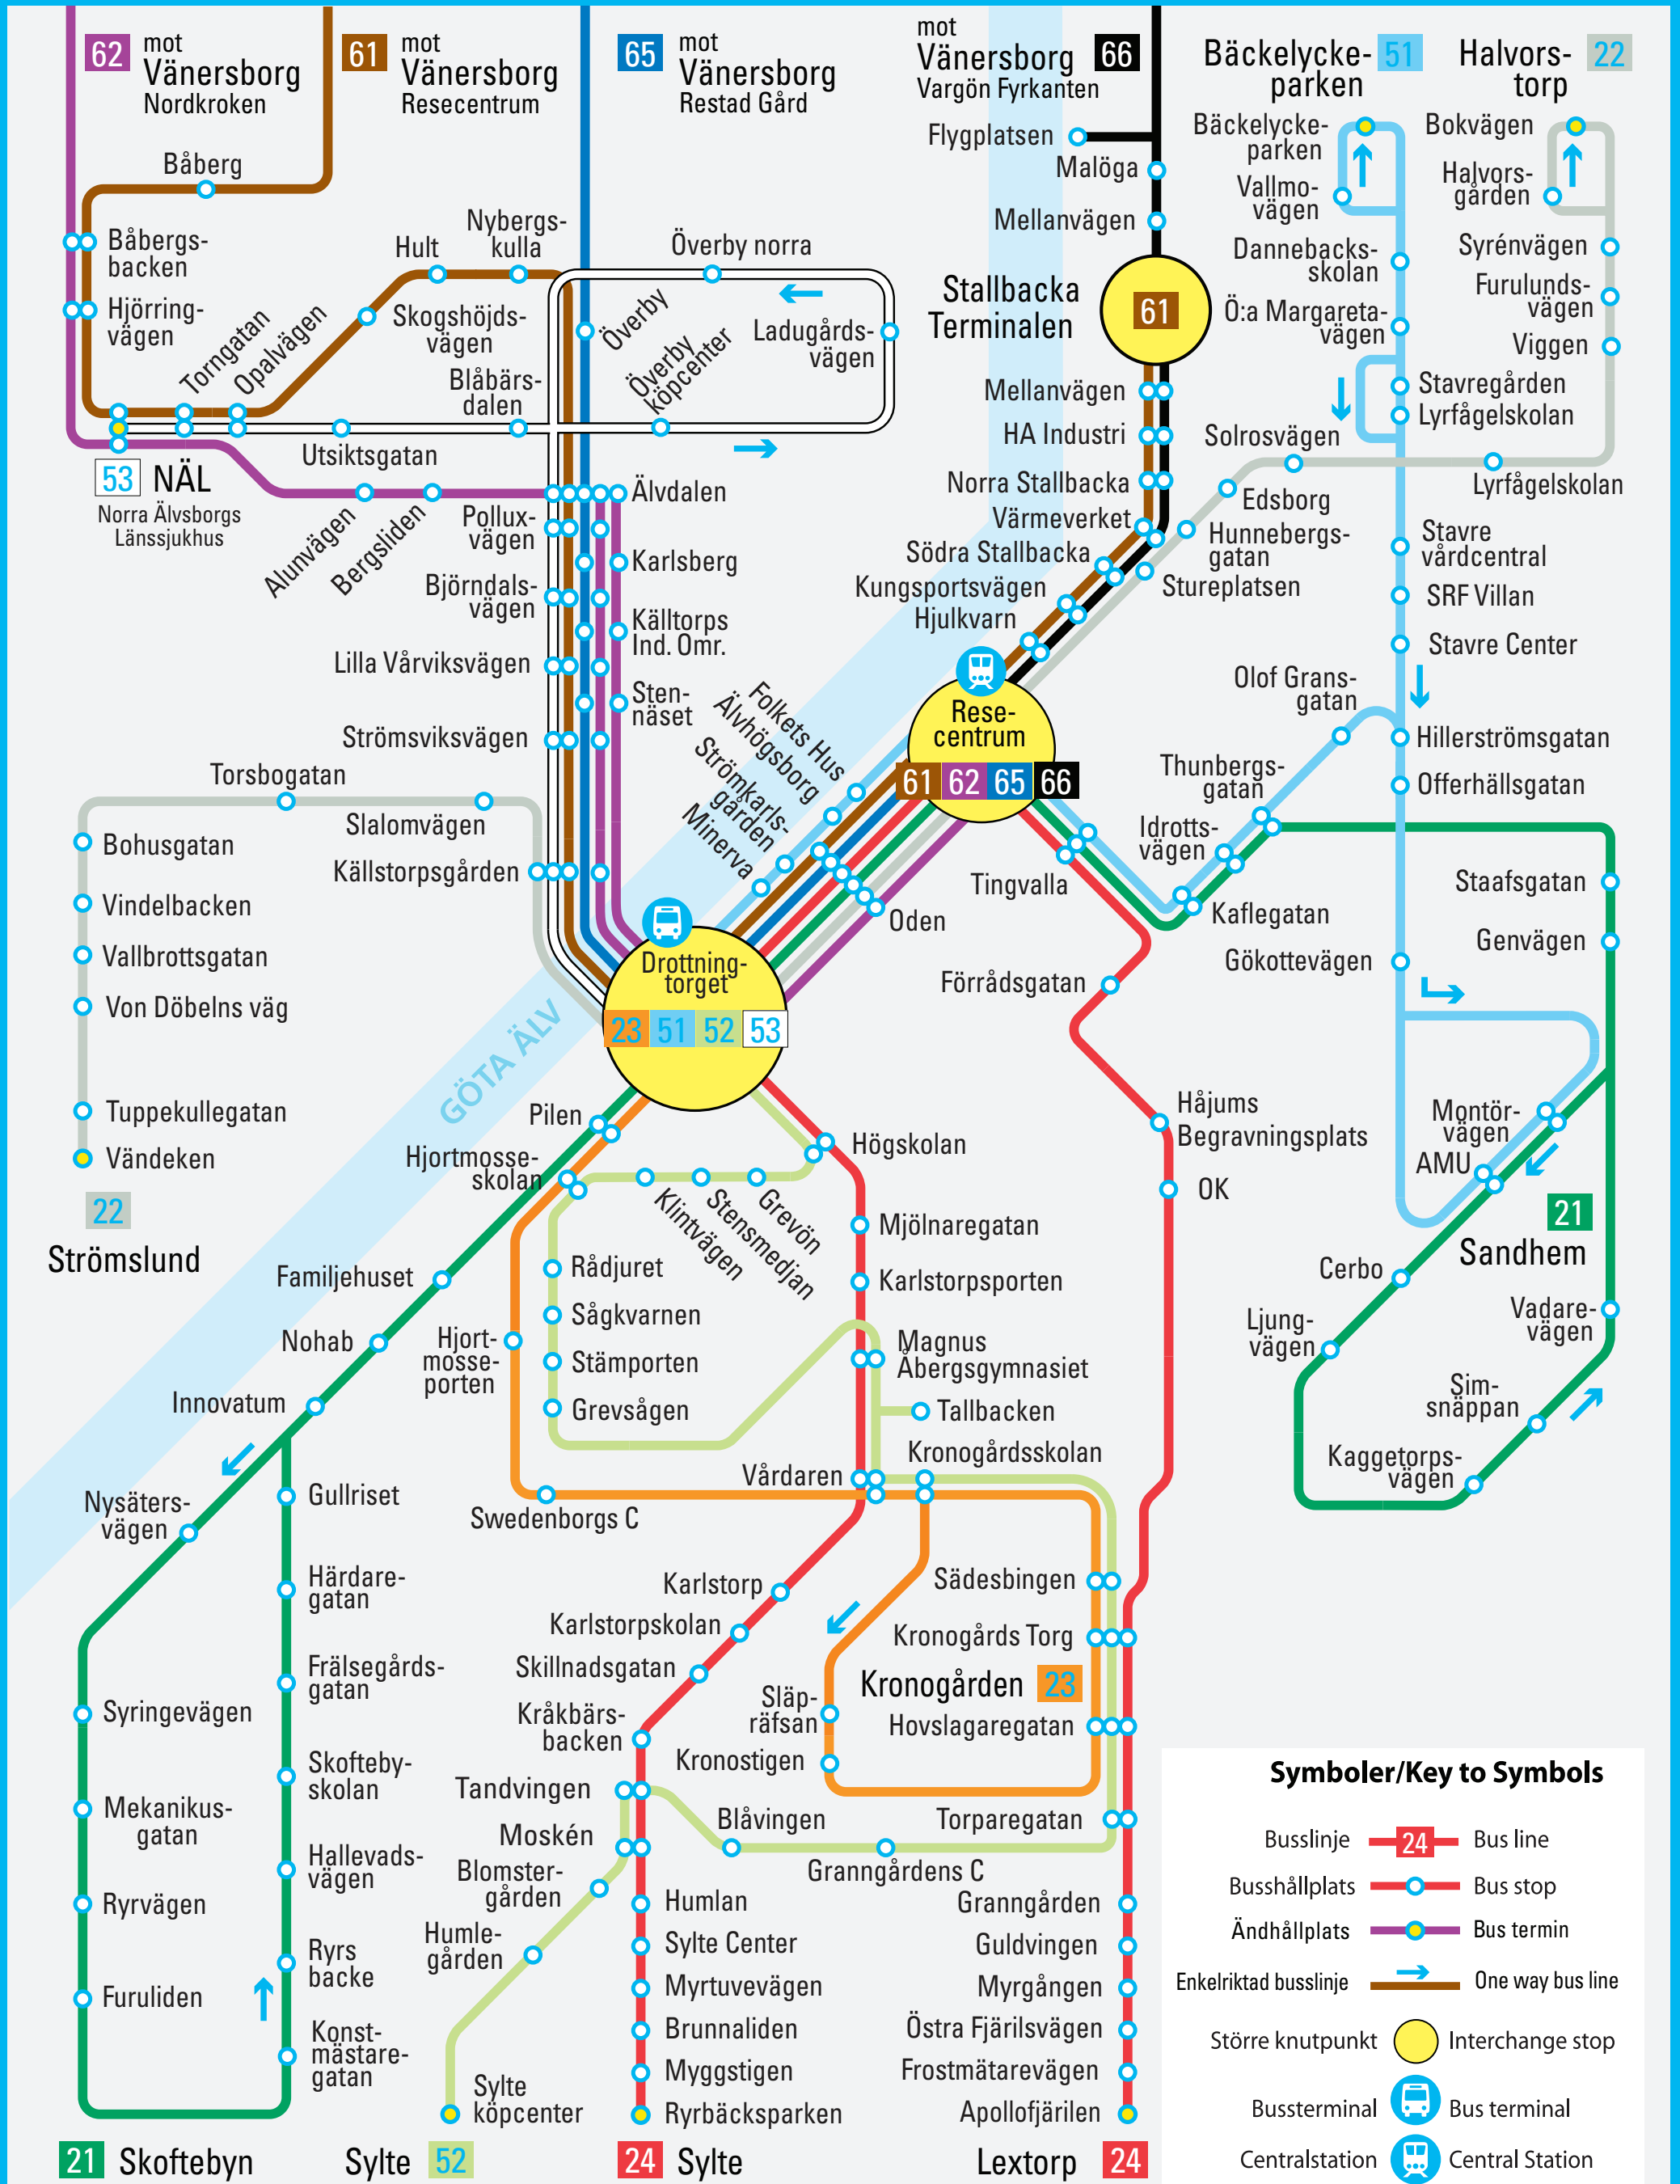 62
mot
Vänersborg
Nordkroken
61
mot
Vänersborg
Resecentrum
65
mot
Vänersborg
Restad Gård
mot
Vänersborg
Vargön Fyrkanten
66
Bäckelycke-
parken
51
Halvors-
torp
22
Flygplatsen
Malöga
Mellanvägen
Stallbacka
Terminalen
61
Mellanvägen
HA Industri
Norra Stallbacka
Värmeverket
Södra Stallbacka
Kungsportsvägen
Hjulkvarn
Bäckelycke-
parken
Vallmo-
vägen
Dannebacks-
skolan
Ö:a Margareta-
vägen
Stavregården
Lyrfågelskolan
Stavre
vårdcentral
SRF Villan
Stavre Center
Hillerströmsgatan
Offerhällsgatan
Gökottevägen
Bokvägen
Halvors-
gården
Syrénvägen
Furulunds-
vägen
Viggen
Lyrfågelskolan
Solrosvägen
Edsborg
Hunnebergs-
gatan
Stureplatsen
Båberg
Båbergs-
backen
Hjörring-
vägen
Torngatan
Opalvägen
Hult
Nybergs-
kulla
Skogshöjds-
vägen
Blåbärs-
dalen
Utsiktsgatan
Överby norra
Överby
Överby
köpcenter
Ladugårds-
vägen
53
NÄL
Norra Älvsborgs
Länssjukhus
Alunvägen
Bergsliden
Älvdalen
Pollux-
vägen
Karlsberg
Björndals-
vägen
Källtorps
Ind. Omr.
Lilla Vårviksvägen
Sten-
näset
Strömsviksvägen
Källstorpsgården
Torsbogatan
Slalomvägen
Bohusgatan
Vindelbacken
Vallbrottsgatan
Von Döbelns väg
Tuppekullegatan
Vändeken
22
Strömslund
Folkets Hus
Älvhögsborg
Strömkarls-
gården
Minerva
Oden
Rese-
centrum
61
62
65
66
Drottning-
torget
23
51
52
53
GÖTA ÄLV
Olof Grans-
gatan
Thunbergs-
gatan
Idrotts-
vägen
Tingvalla
Kaflegatan
Förrådsgatan
Håjums
Begravningsplats
OK
Staafsgatan
Genvägen
Montör-
vägen
AMU
21
Sandhem
Cerbo
Ljung-
vägen
Vadare-
vägen
Sim-
snäppan
Kaggetorps-
vägen
Pilen
Hjortmosse-
skolan
Familjehuset
Nohab
Innovatum
Nysäters-
vägen
Gullriset
Härdare-
gatan
Frälsegårds-
gatan
Skofteby-
skolan
Hallevads-
vägen
Ryrs
backe
Konst-
mästare-
gatan
Syringevägen
Mekanikus-
gatan
Ryrvägen
Furuliden
21
Skoftebyn
Högskolan
Klintvägen
Stensmedjan
Grevön
Rådjuret
Sågkvarnen
Stämporten
Grevsågen
Hjort-
mosse-
porten
Swedenborgs C
Mjölnaregatan
Karlstorpsporten
Magnus
Åbergsgymnasiet
Tallbacken
Kronogårdsskolan
Vårdaren
Karlstorp
Karlstorpskolan
Skillnadsgatan
Kråkbärs-
backen
Tandvingen
Moskén
Blomster-
gården
Humle-
gården
Sylte
köpcenter
Sylte
52
Sädesbingen
Kronogårds Torg
Kronogården
23
Hovslagaregatan
Släp-
räfsan
Kronostigen
Blåvingen
Granngårdens C
Torparegatan
Humlan
Sylte Center
Myrtuvevägen
Brunnaliden
Myggstigen
Ryrbäcksparken
24
Sylte
Granngården
Guldvingen
Myrgången
Östra Fjärilsvägen
Frostmätarevägen
Apollofjärilen
Lextorp
24
Symboler/Key to Symbols
Busslinje
24
Bus line
Busshållplats
Bus stop
Ändhållplats
Bus termin
Enkelriktad busslinje
One way bus line
Större knutpunkt
Interchange stop
Bussterminal
Bus terminal
Centralstation
Central Station